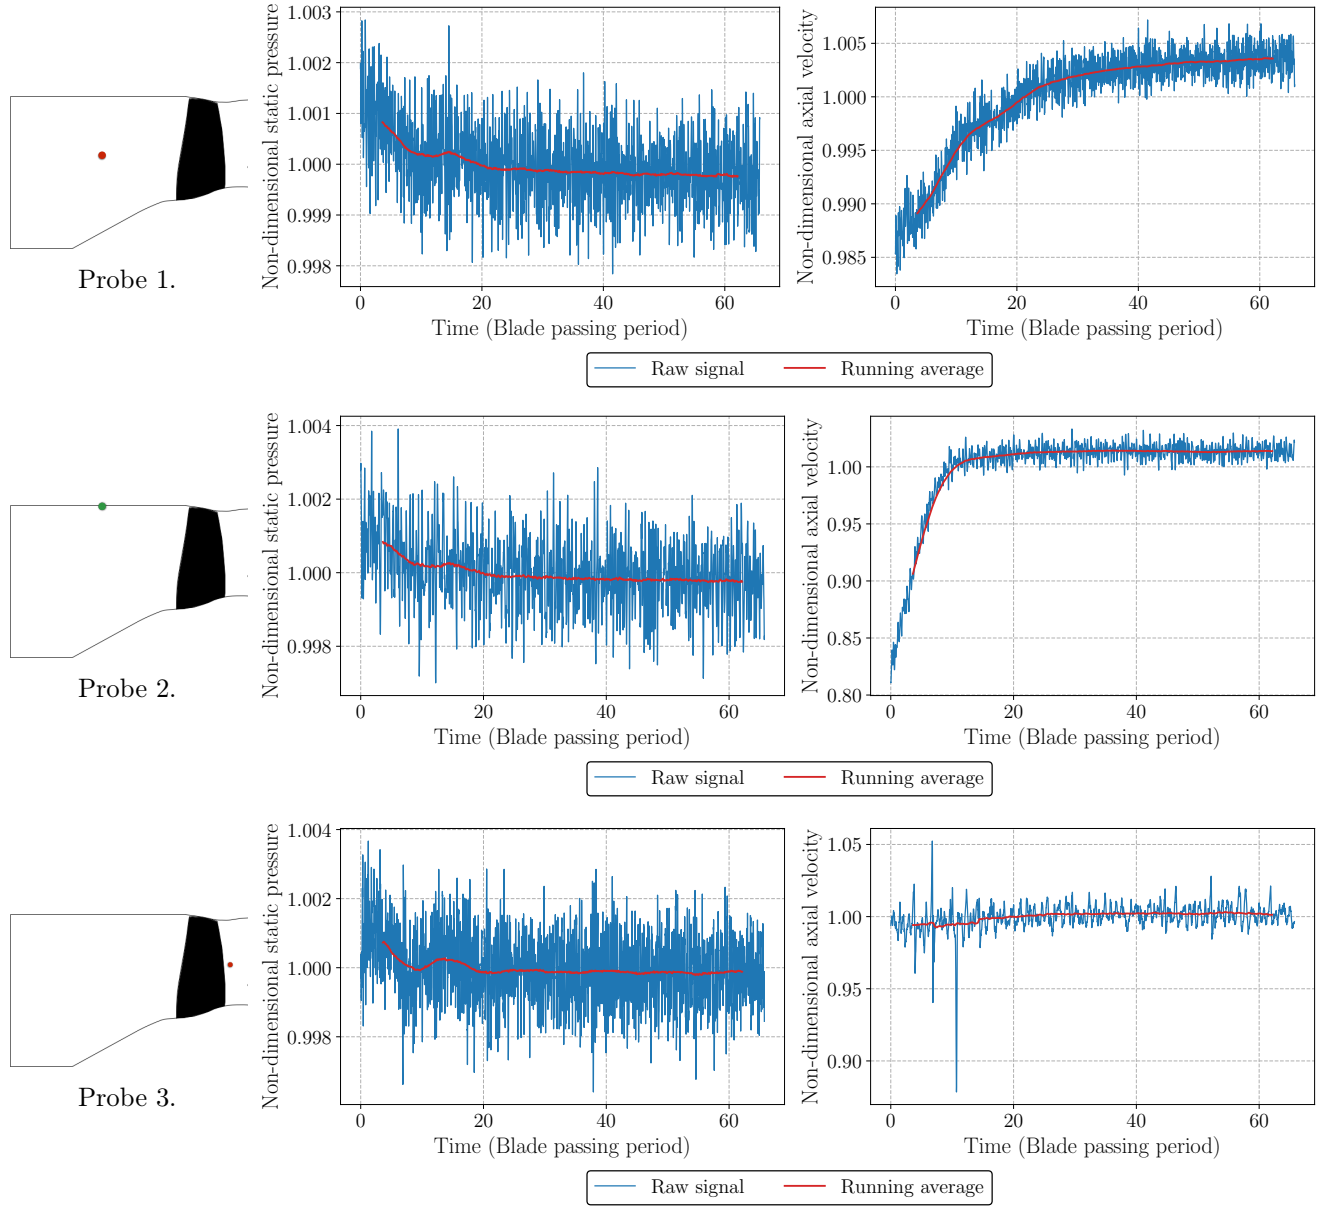 Non-dimensional static pressure
1.003
1.002
1.001
1.000
0.999
0.998
0 20 40 60
Time (Blade passing period)
Non-dimensional axial velocity
1.005
1.000
0.995
0.990
0.985
0 20 40 60
Time (Blade passing period)
Probe 1.
Raw signal Running average
Non-dimensional static pressure
1.004
1.002
1.000
0.998
0 20 40 60
Time (Blade passing period)
Non-dimensional axial velocity
1.00
0.95
0.90
0.85
0.80
0 20 40 60
Time (Blade passing period)
Probe 2.
Raw signal Running average
Non-dimensional static pressure
1.004
1.002
1.000
0.998
0 20 40 60
Time (Blade passing period)
Non-dimensional axial velocity
1.05
1.00
0.95
0.90
0 20 40 60
Time (Blade passing period)
Probe 3.
Raw signal Running average